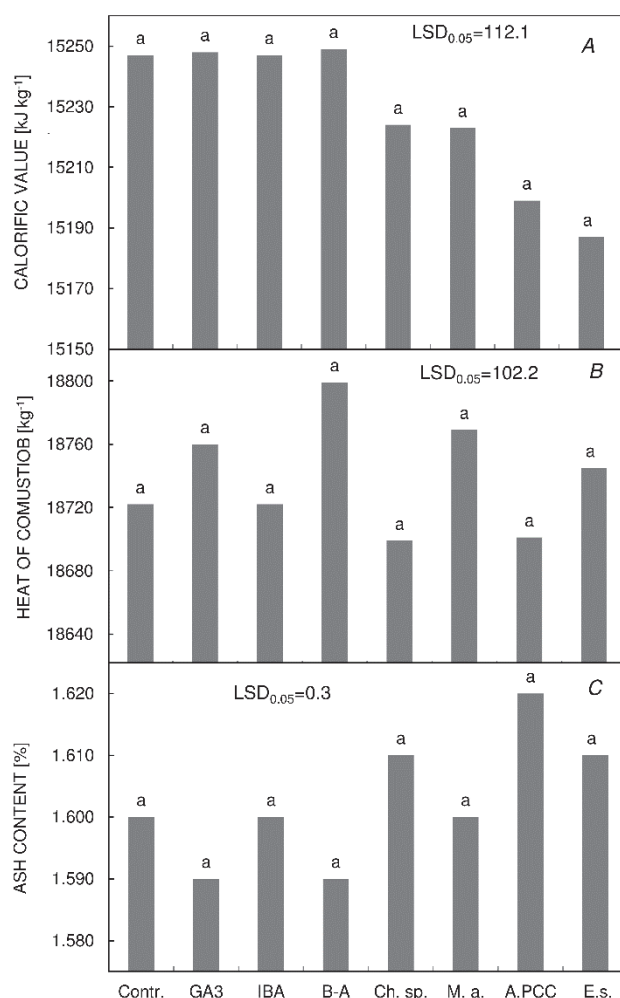 LSD0.05=112.1
A
CALORIFIC VALUE [kJ kg-1]
15250
15230
15210
15190
15170
15150
a a a a a a a a
LSD0.05=102.2
B
HEAT OF COMUSTIOB [kg-1]
18800
18760
18720
18680
18640
a a a a a a a a
LSD0.05=0.3
C
ASH CONTENT [%]
1.620
1.610
1.600
1.590
1.580
a a a a a a a a
Contr. GA3 IBA B-A Ch. sp. M. a. A.PCC E.s.